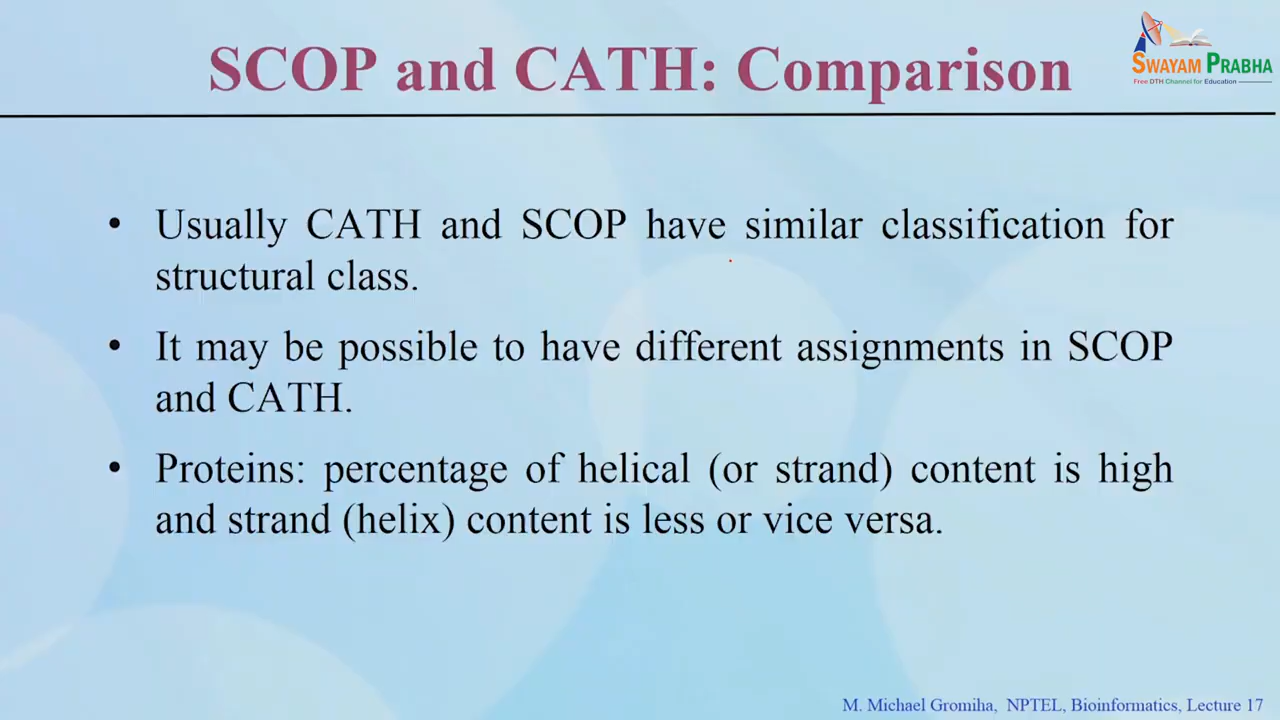 SCOP and CATH: Comparison
SWAYAM PRABHA
Free DTH Channel for Education
• Usually CATH and SCOP have similar classification for
structural class.
• It may be possible to have different assignments in SCOP
and CATH.
• Proteins: percentage of helical (or strand) content is high
and strand (helix) content is less or vice versa.
M. Michael Gromiha, NPTEL, Bioinformatics, Lecture 17